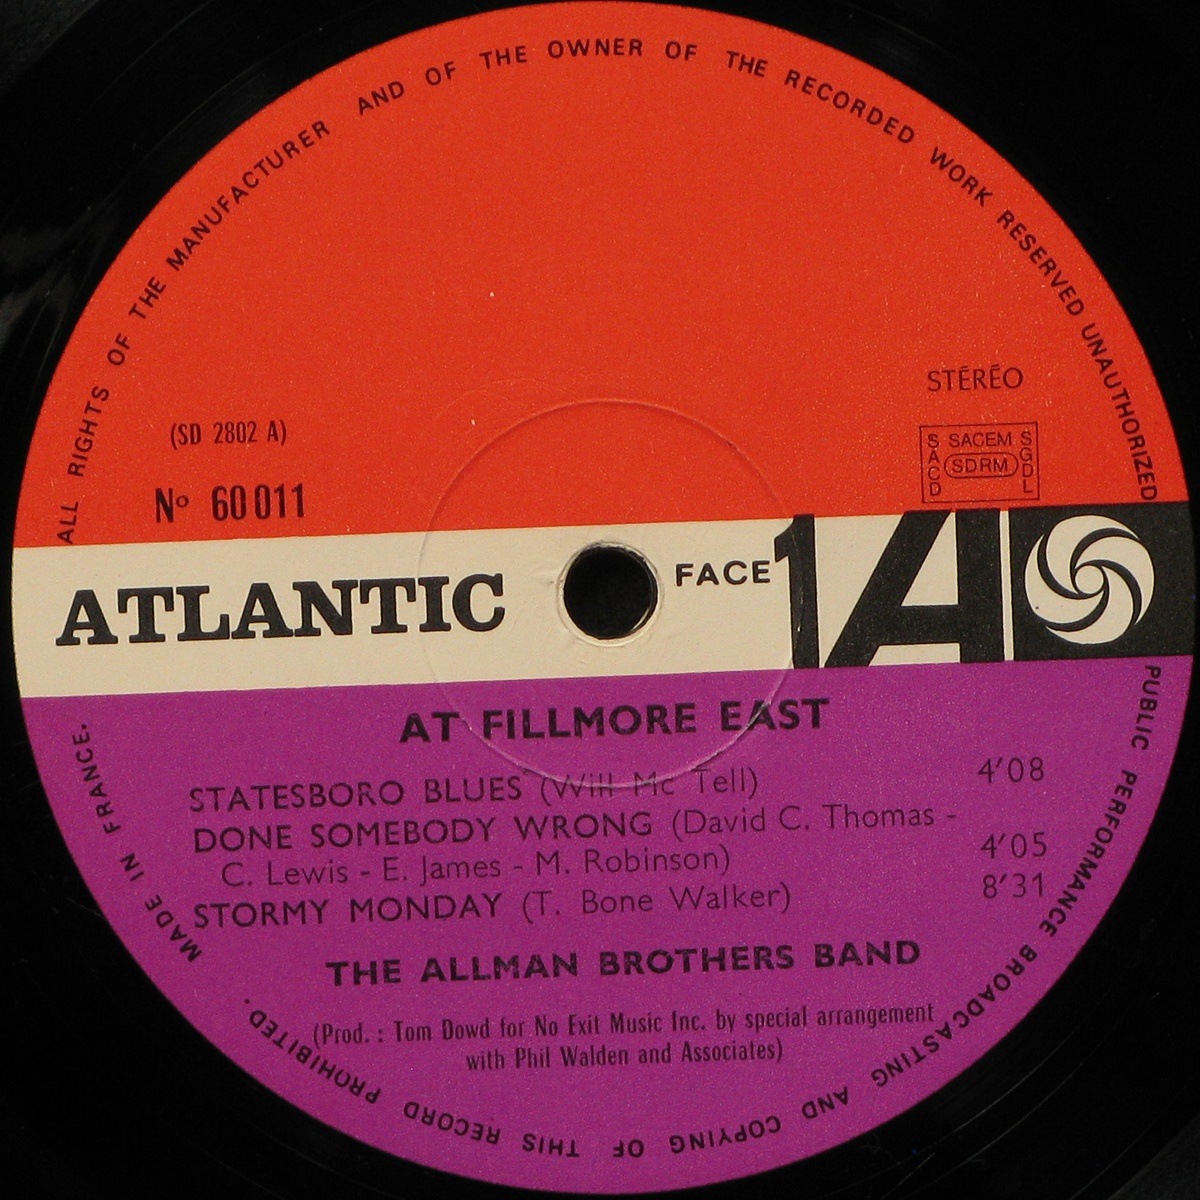 ALL RIGHTS OF THE MANUFACTURER AND OF THE OWNER OF THE RECORDED WORK RESERVED UNAUTHORIZED PUBLIC PERFORMANCE BROADCASTING AND COPYING OF THIS RECORD PROHIBITED.
MADE IN FRANCE.
STÉRÉO
(SD 2802 A)
SACD SACEM SGDL
SDRM
Nº 60011
ATLANTIC
FACE 1
A
AT FILLMORE EAST
STATESBORO BLUES (Will Mc Tell) 4'08
DONE SOMEBODY WRONG (David C. Thomas -
C. Lewis - E. James - M. Robinson) 4'05
STORMY MONDAY (T. Bone Walker) 8'31
THE ALLMAN BROTHERS BAND
(Prod. : Tom Dowd for No Exit Music Inc. by special arrangement
with Phil Walden and Associates)